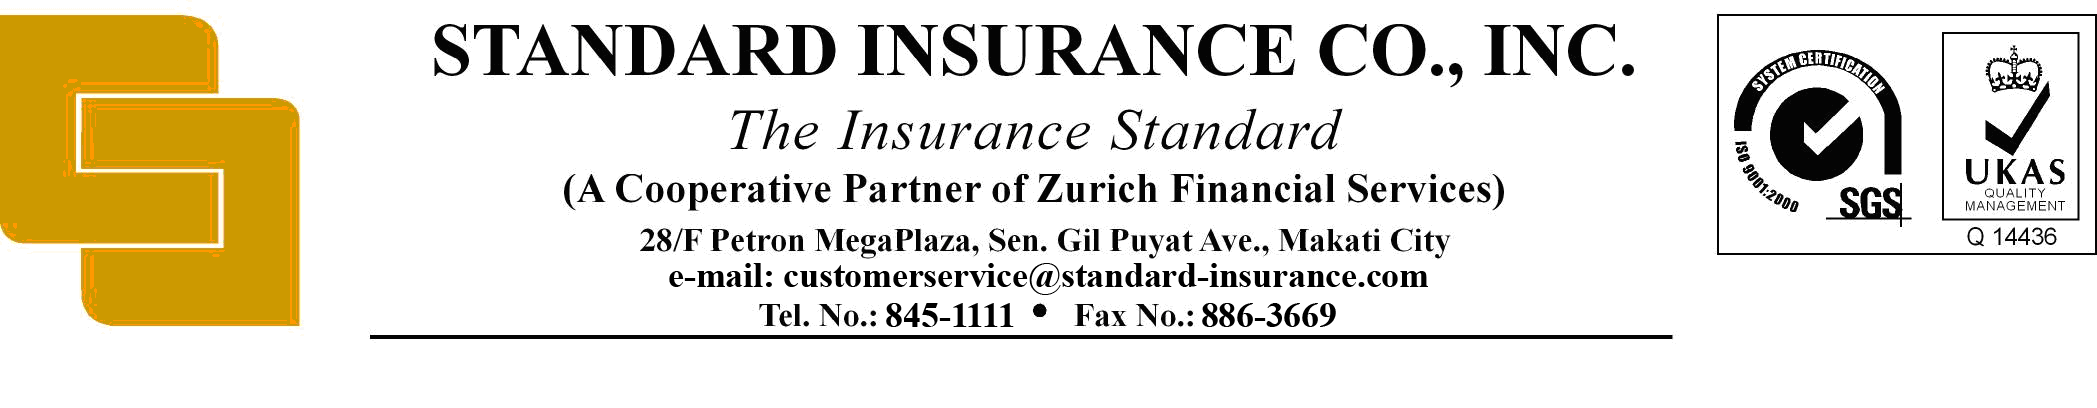 STANDARD INSURANCE CO., INC.
The Insurance Standard
(A Cooperative Partner of Zurich Financial Services)
28/F Petron MegaPlaza, Sen. Gil Puyat Ave., Makati City
e-mail: customerservice@standard-insurance.com
Tel. No.: 845-1111 • Fax No.: 886-3669
SYSTEM CERTIFICATION
ISO 9001:2000
SGS
UKAS
QUALITY
MANAGEMENT
Q 14436